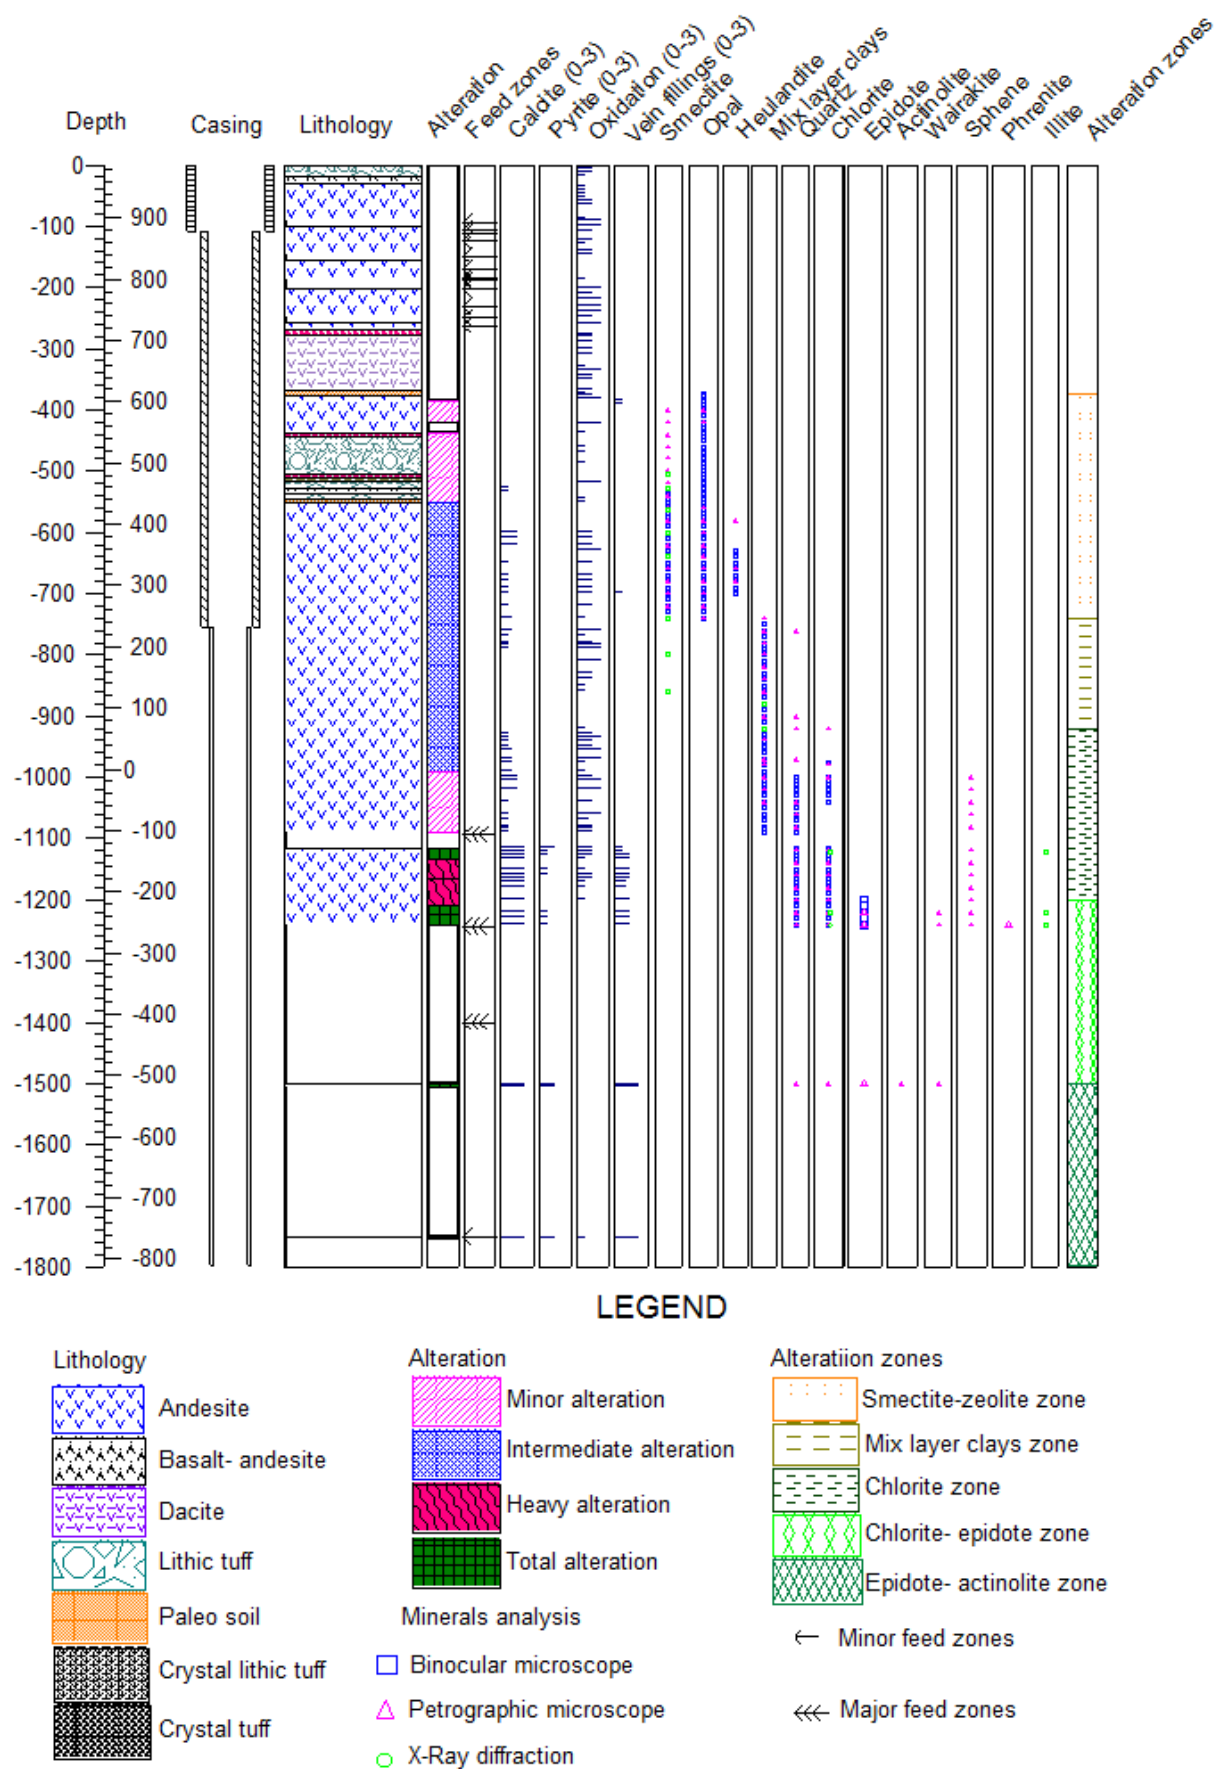 Depth
Casing
Lithology
Alteration
Feed zones
Caldite (0-3)
Pyrite (0-3)
Oxidation (0-3)
Vein fillings (0-3)
Smectite
Opal
Heulandite
Mix layer clays
Quartz
Chlorite
Epidote
Actinolite
Wairakite
Sphene
Phrenite
Illite
Alteration zones
0
-100
-200
-300
-400
-500
-600
-700
-800
-900
-1000
-1100
-1200
-1300
-1400
-1500
-1600
-1700
-1800
900
800
700
600
500
400
300
200
100
0
-100
-200
-300
-400
-500
-600
-700
-800
LEGEND
Lithology
Andesite
Basalt- andesite
Dacite
Lithic tuff
Paleo soil
Crystal lithic tuff
Crystal tuff
Alteration
Minor alteration
Intermediate alteration
Heavy alteration
Total alteration
Minerals analysis
Binocular microscope
Petrographic microscope
X-Ray diffraction
Alteratiion zones
Smectite-zeolite zone
Mix layer clays zone
Chlorite zone
Chlorite- epidote zone
Epidote- actinolite zone
Minor feed zones
Major feed zones